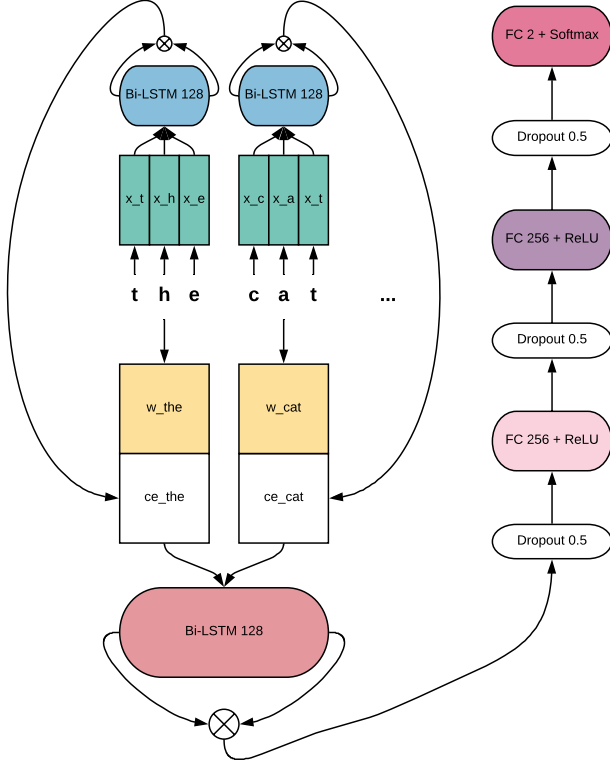 Bi-LSTM 128
Bi-LSTM 128
x_t x_h x_e
x_c x_a x_t
t h e
c a t
...
w_the
w_cat
ce_the
ce_cat
Bi-LSTM 128
FC 2 + Softmax
Dropout 0.5
FC 256 + ReLU
Dropout 0.5
FC 256 + ReLU
Dropout 0.5